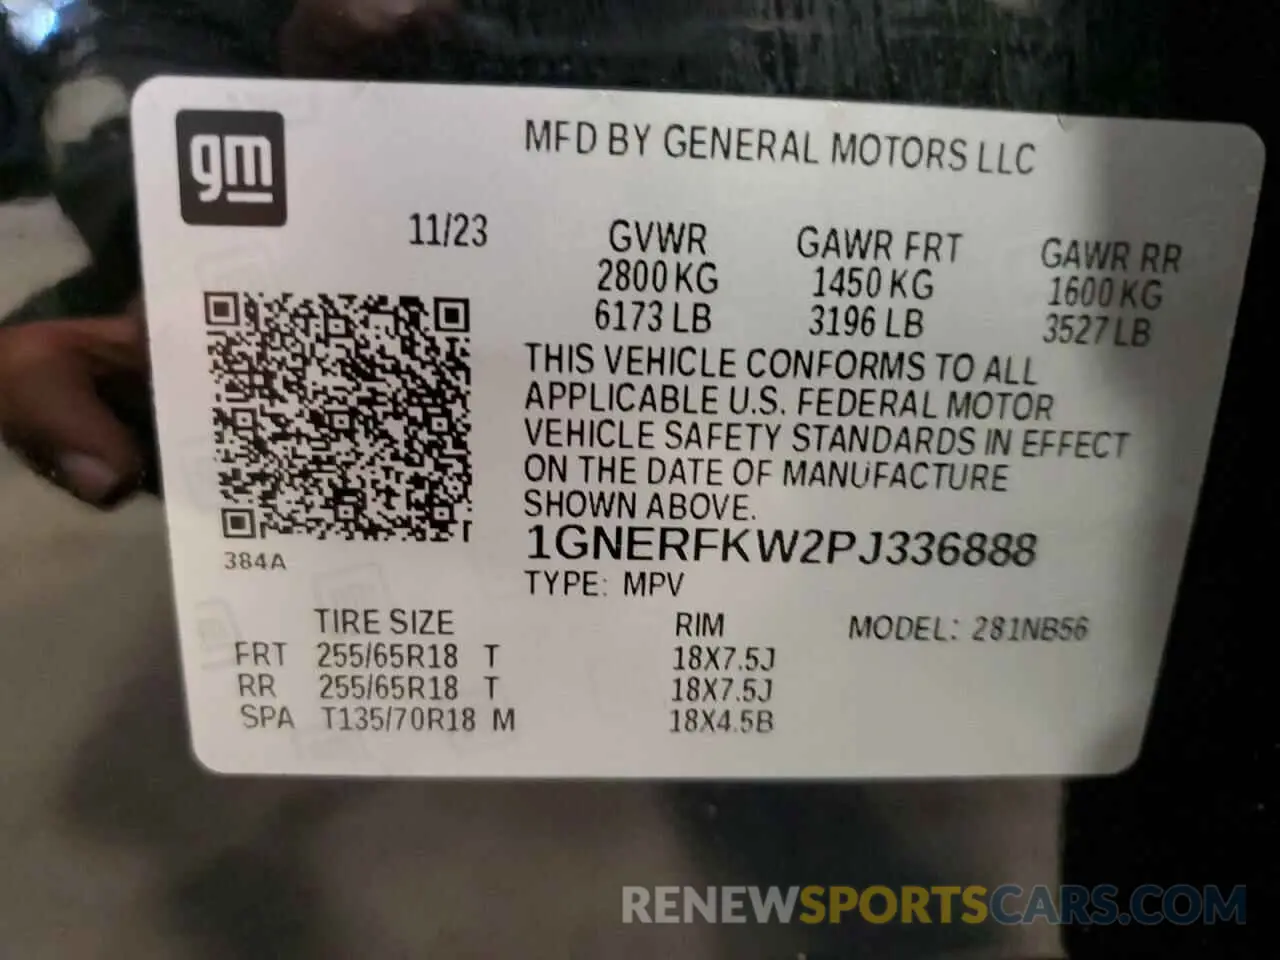 gm
MFD BY GENERAL MOTORS LLC
11/23
GVWR GAWR FRT GAWR RR
2800 KG 1450 KG 1600 KG
6173 LB 3196 LB 3527 LB
THIS VEHICLE CONFORMS TO ALL
APPLICABLE U.S. FEDERAL MOTOR
VEHICLE SAFETY STANDARDS IN EFFECT
ON THE DATE OF MANUFACTURE
SHOWN ABOVE.
1GNERFKW2PJ336888
384A
TYPE: MPV
TIRE SIZE RIM MODEL: 281NB56
FRT 255/65R18 T 18X7.5J
RR 255/65R18 T 18X7.5J
SPA T135/70R18 M 18X4.5B
RENEWSPORTSCARS.COM